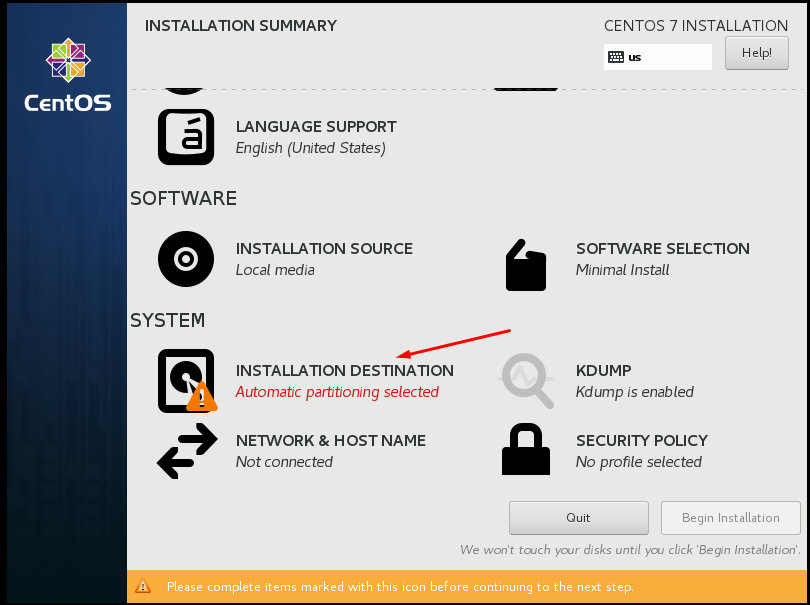 INSTALLATION SUMMARY
CENTOS 7 INSTALLATION
us
Help!
CentOS
á
LANGUAGE SUPPORT
English (United States)
SOFTWARE
INSTALLATION SOURCE
Local media
SOFTWARE SELECTION
Minimal Install
SYSTEM
INSTALLATION DESTINATION
Automatic partitioning selected
KDUMP
Kdump is enabled
NETWORK & HOST NAME
Not connected
SECURITY POLICY
No profile selected
Quit
Begin Installation
We won't touch your disks until you click 'Begin Installation'.
Please complete items marked with this icon before continuing to the next step.